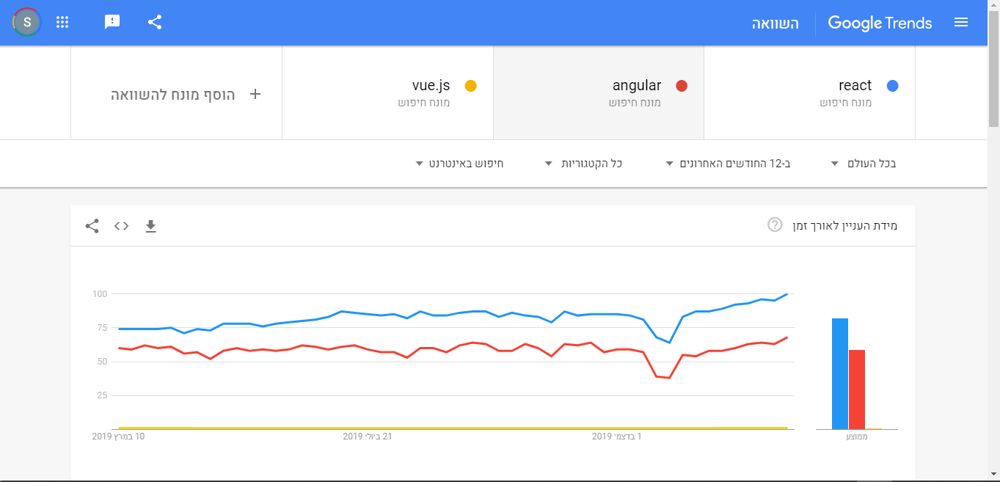 Google Trends השוואה
S
react
מונח חיפוש
angular
מונח חיפוש
vue.js
מונח חיפוש
+ הוסף מונח להשוואה
בכל העולם ב-12 החודשים האחרונים כל הקטגוריות חיפוש באינטרנט
מידת העניין לאורך זמן ?
100
75
50
25
10 במרץ 2019 21 ביולי 2019 1 בדצמ׳ 2019 ממוצע